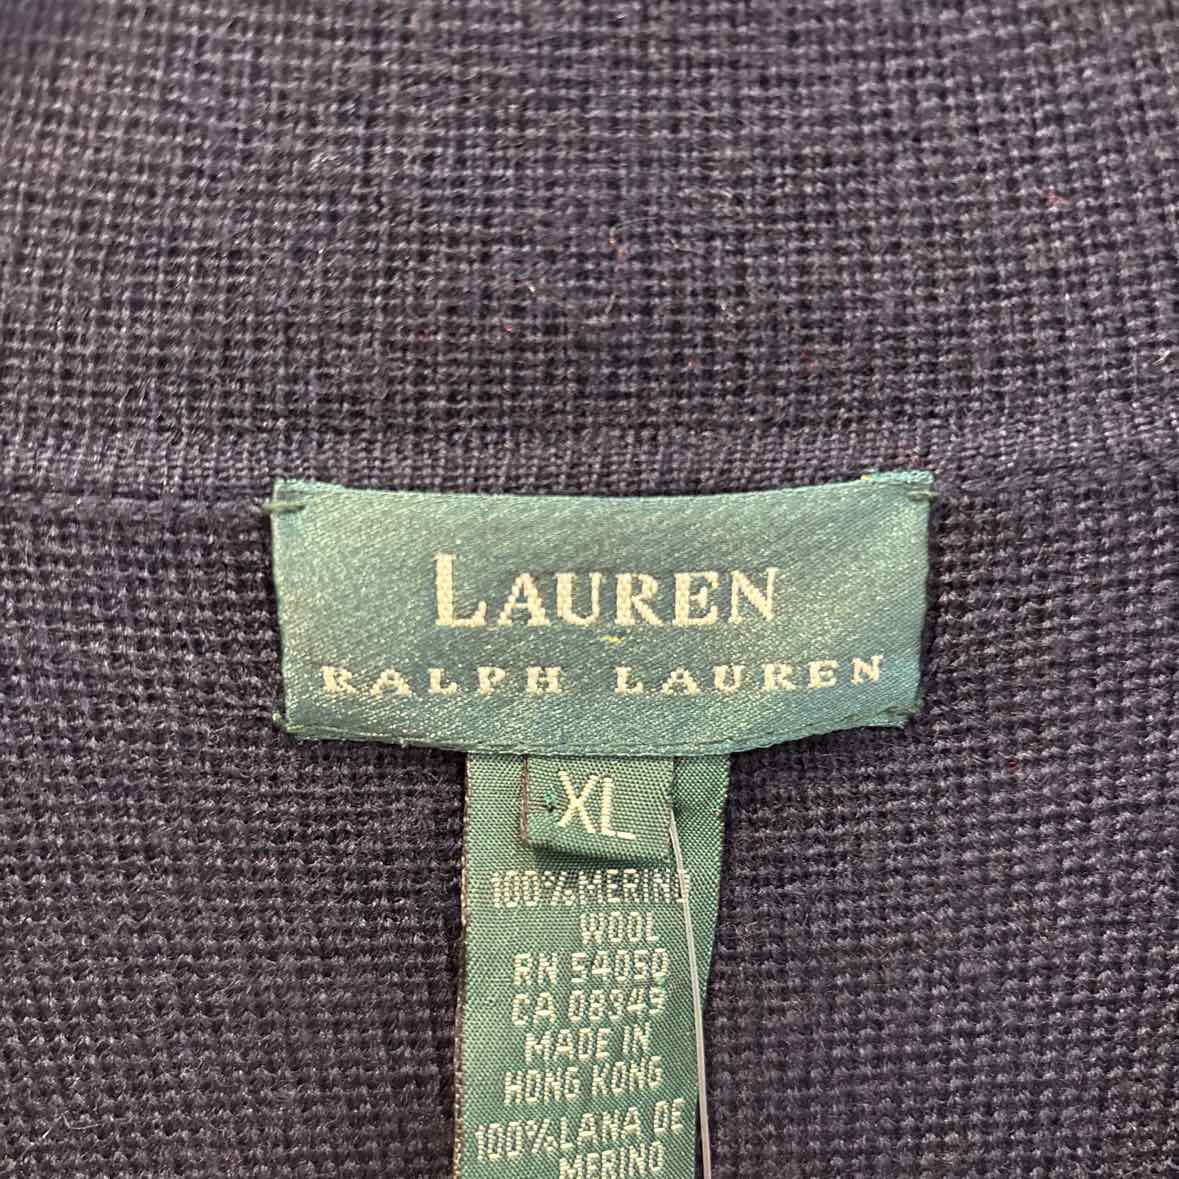 LAUREN
RALPH LAUREN
XL
100% MERINO
WOOL
RN 54050
CA 08349
MADE IN
HONG KONG
100% LANA DE
MERINO